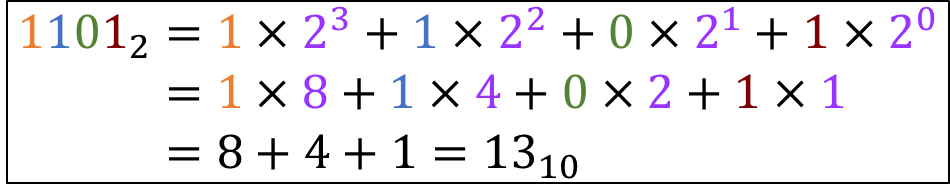 1101₂ = 1 × 2³ + 1 × 2² + 0 × 2¹ + 1 × 2⁰
= 1 × 8 + 1 × 4 + 0 × 2 + 1 × 1
= 8 + 4 + 1 = 13₁₀